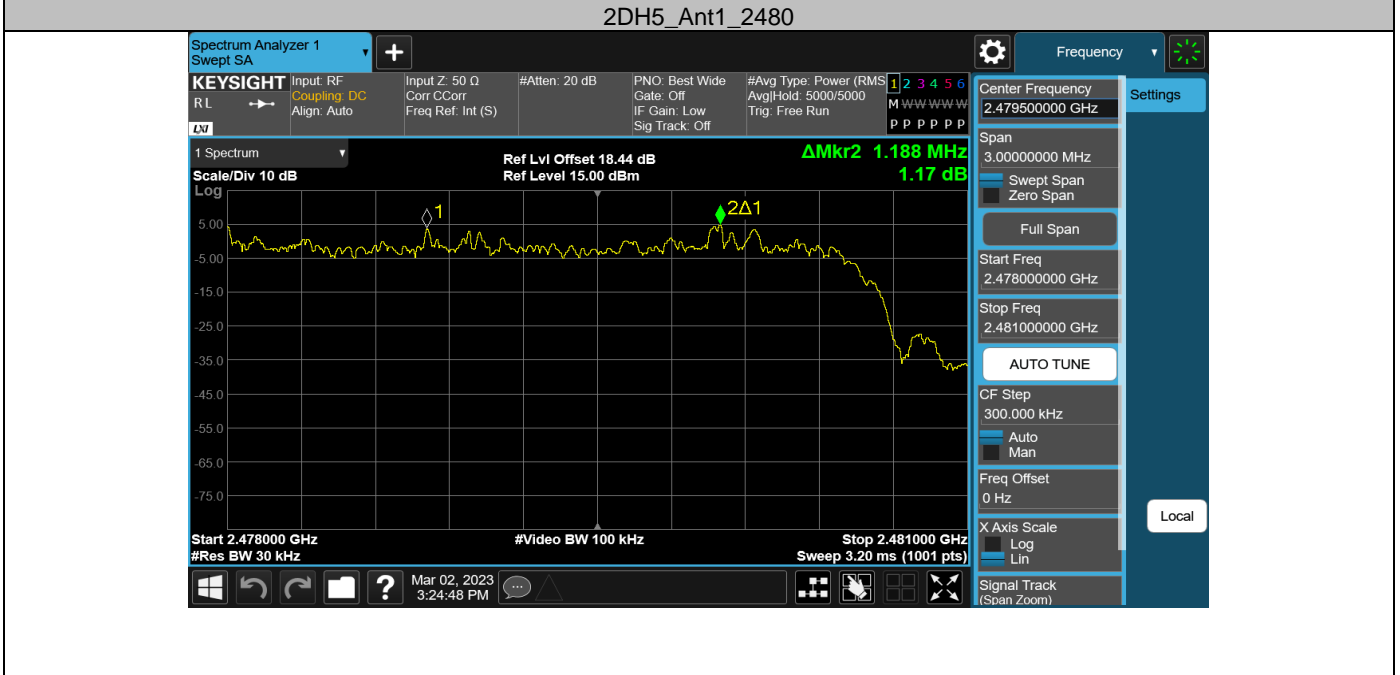 2DH5_Ant1_2480
Spectrum Analyzer 1
Swept SA
+
Frequency
KEYSIGHT
RL
LXI
Input: RF
Coupling: DC
Align: Auto
Input Z: 50 Ω
Corr CCorr
Freq Ref: Int (S)
#Atten: 20 dB
PNO: Best Wide
Gate: Off
IF Gain: Low
Sig Track: Off
#Avg Type: Power (RMS
Avg|Hold: 5000/5000
Trig: Free Run
1 2 3 4 5 6
M W W W W W
P P P P P P
1 Spectrum
Scale/Div 10 dB
Log
Ref Lvl Offset 18.44 dB
Ref Level 15.00 dBm
ΔMkr2 1.188 MHz
1.17 dB
1
2Δ1
5.00
-5.00
-15.0
-25.0
-35.0
-45.0
-55.0
-65.0
-75.0
Start 2.478000 GHz
#Res BW 30 kHz
#Video BW 100 kHz
Stop 2.481000 GHz
Sweep 3.20 ms (1001 pts)
?
Mar 02, 2023
3:24:48 PM
Center Frequency
2.479500000 GHz
Span
3.00000000 MHz
Swept Span
Zero Span
Full Span
Start Freq
2.478000000 GHz
Stop Freq
2.481000000 GHz
AUTO TUNE
CF Step
300.000 kHz
Auto
Man
Freq Offset
0 Hz
X Axis Scale
Log
Lin
Signal Track
(Span Zoom)
Settings
Local